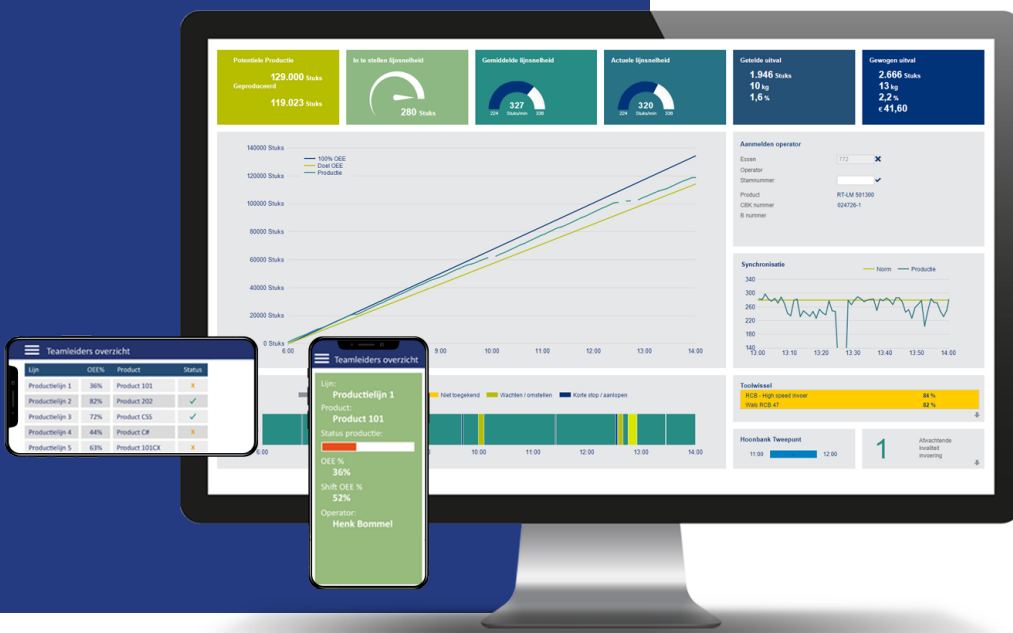 Potentiele Productie
129.000 Stuks
Geproduceerd
119.023 Stuks
In te stellen lijnsnelheid
280 Stuks
Gemiddelde lijnsnelheid
327
224 Stuks/min 336
Actuele lijnsnelheid
320
224 Stuks/min 336
Getelde uitval
1.946 Stuks
10 kg
1,6 %
Gewogen uitval
2.666 Stuks
13 kg
2,2 %
€ 41,60
140000 Stuks
120000 Stuks
100000 Stuks
80000 Stuks
60000 Stuks
40000 Stuks
20000 Stuks
0 Stuks
100% OEE
Doel OEE
Productie
6:00 9:00 10:00 11:00 12:00 13:00 14:00
Aanmelden operator
Essen 772
Operator
Stamnummer:
Product RT-LM 501300
CBK nummer 024726-1
B nummer
Synchronisatie
Norm Productie
340
300
260
220
180
140
13:00 13:10 13:20 13:30 13:40 13:50 14:00
Niet toegekend Wachten / omstellen Korte stop / aanlopen
6:00 10:00 11:00 12:00 13:00 14:00
Toolwissel
RCB - High speed invoer 84 %
Wals RCB 47 82 %
Hoonbank Tweepunt
11:00 12:00
1
Afwachtende
kwaliteit
invoering
Teamleiders overzicht
Lijn OEE% Product Status
Productielijn 1 36% Product 101 x
Productielijn 2 82% Product 202 ✓
Productielijn 3 72% Product CSS ✓
Productielijn 4 44% Product C# x
Productielijn 5 63% Product 101CX x
Teamleiders overzicht
Lijn:
Productielijn 1
Product:
Product 101
Status productie:
OEE %
36%
Shift OEE %
52%
Operator:
Henk Bommel